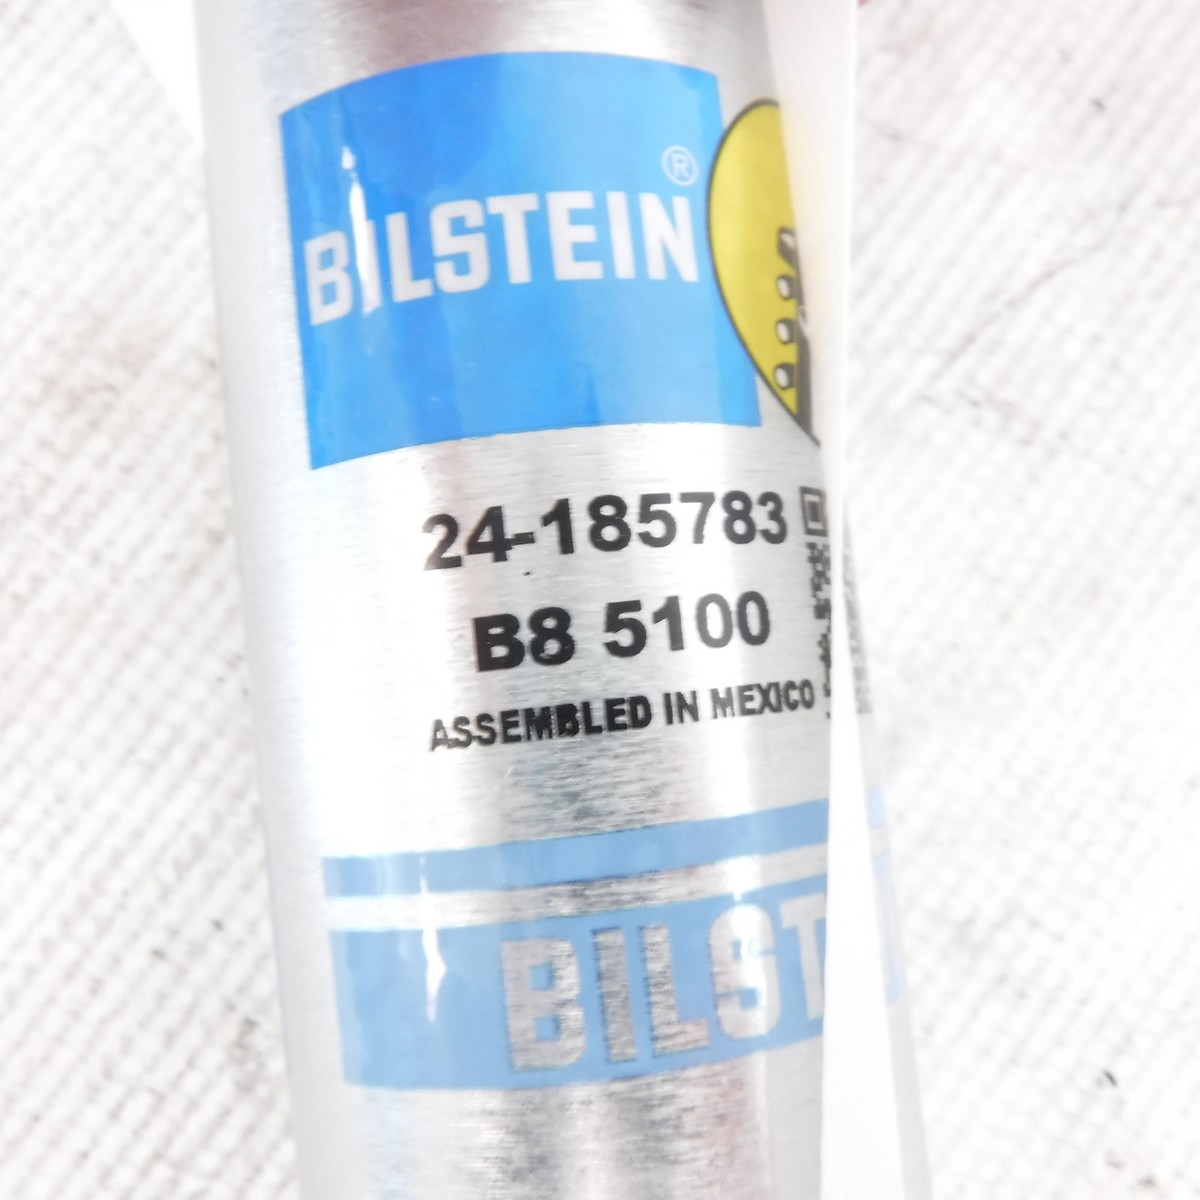 BILSTEIN®
24-185783
B8 5100
ASSEMBLED IN MEXICO
BILST